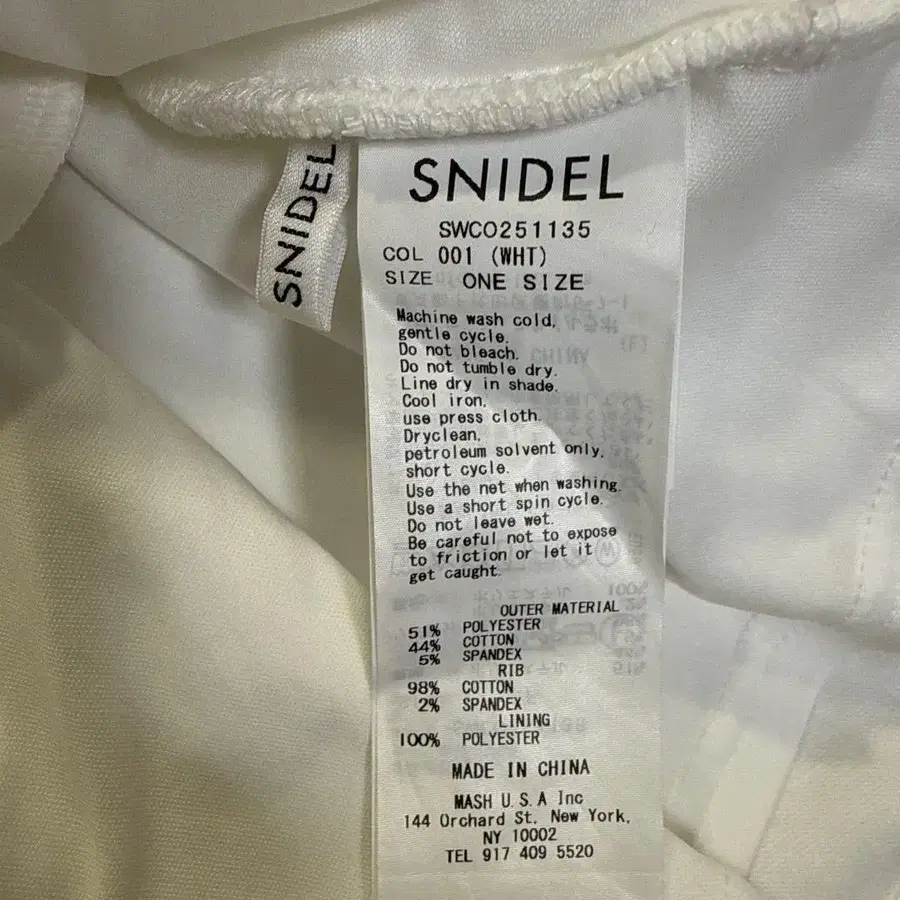 SNIDEL
SNIDEL
SWCO251135
COL 001 (WHT)
SIZE ONE SIZE
Machine wash cold,
gentle cycle.
Do not bleach.
Do not tumble dry.
Line dry in shade.
Cool iron,
use press cloth.
Dryclean,
petroleum solvent only,
short cycle.
Use the net when washing.
Use a short spin cycle.
Do not leave wet.
Be careful not to expose
to friction or let it
get caught.
OUTER MATERIAL
51% POLYESTER
44% COTTON
5% SPANDEX
RIB
98% COTTON
2% SPANDEX
LINING
100% POLYESTER
MADE IN CHINA
MASH U.S.A Inc
144 Orchard St, New York,
NY 10002
TEL 917 409 5520